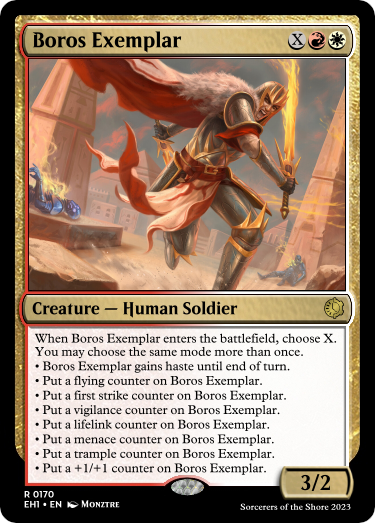 Boros Exemplar X
Creature — Human Soldier
When Boros Exemplar enters the battlefield, choose X.
You may choose the same mode more than once.
• Boros Exemplar gains haste until end of turn.
• Put a flying counter on Boros Exemplar.
• Put a first strike counter on Boros Exemplar.
• Put a vigilance counter on Boros Exemplar.
• Put a lifelink counter on Boros Exemplar.
• Put a menace counter on Boros Exemplar.
• Put a trample counter on Boros Exemplar.
• Put a +1/+1 counter on Boros Exemplar.
3/2
R 0170
EH1 • EN Monztre
Sorcerers of the Shore 2023